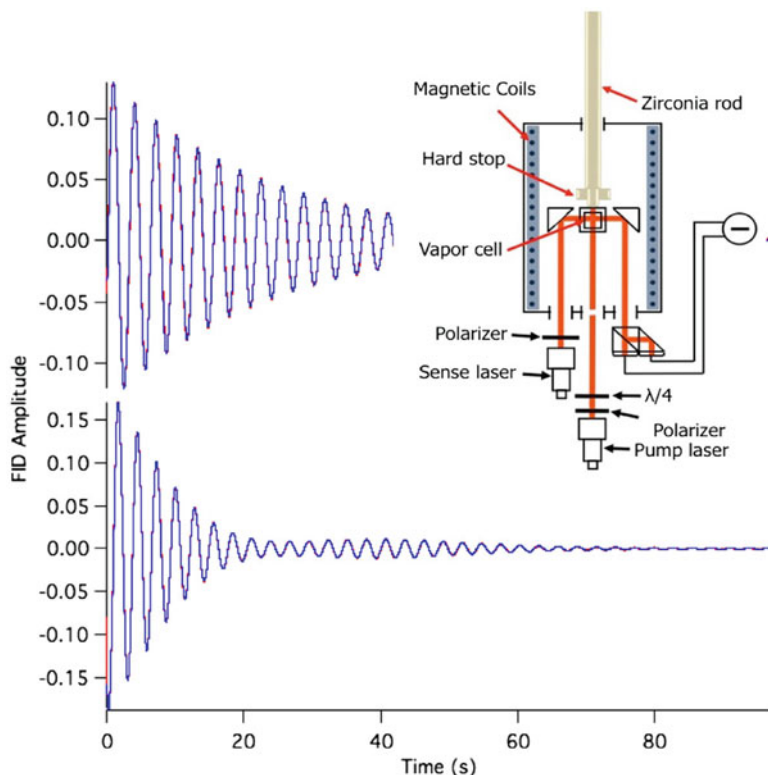 Magnetic Coils
Zirconia rod
Hard stop
Vapor cell
Polarizer
Sense laser
λ/4
Polarizer
Pump laser
FID Amplitude
0.10
0.05
0.00
-0.05
-0.10
0.15
0.10
0.05
0.00
-0.05
-0.10
-0.15
0 20 40 60 80
Time (s)